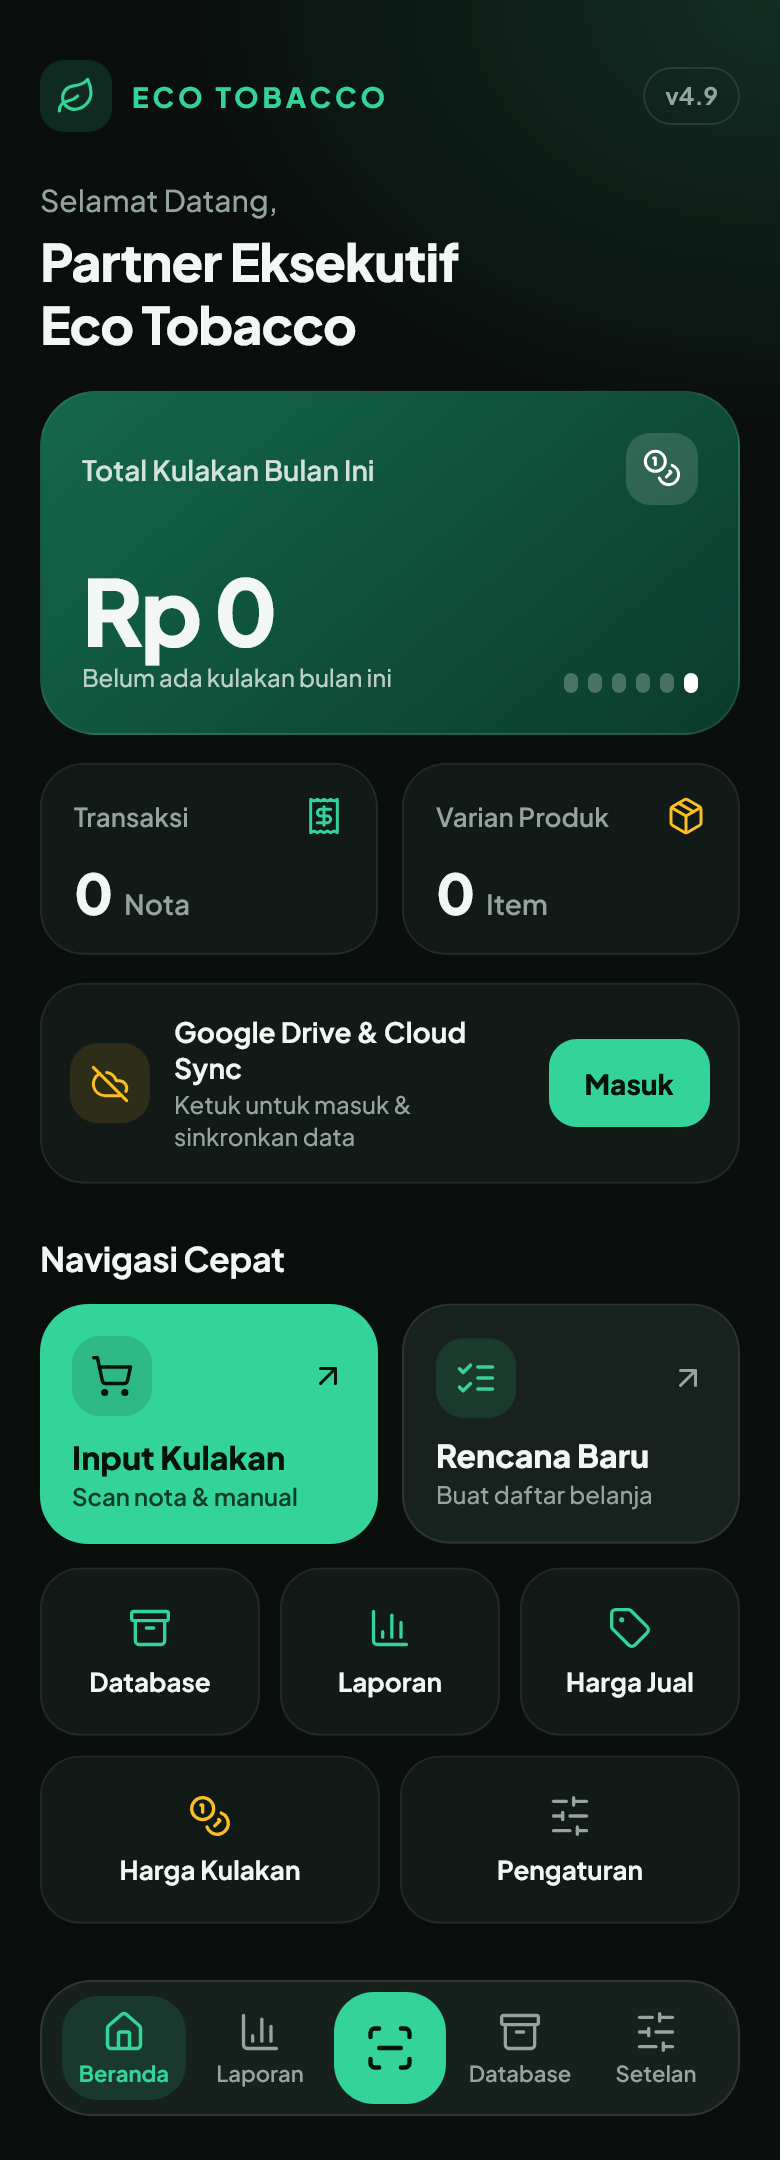 ECO TOBACCO
v4.9
Selamat Datang,
Partner Eksekutif
Eco Tobacco
Total Kulakan Bulan Ini
Rp 0
Belum ada kulakan bulan ini
Transaksi
0 Nota
Varian Produk
0 Item
Google Drive & Cloud
Sync
Ketuk untuk masuk &
sinkronkan data
Masuk
Navigasi Cepat
Input Kulakan
Scan nota & manual
Rencana Baru
Buat daftar belanja
Database
Laporan
Harga Jual
Harga Kulakan
Pengaturan
Beranda
Laporan
Database
Setelan